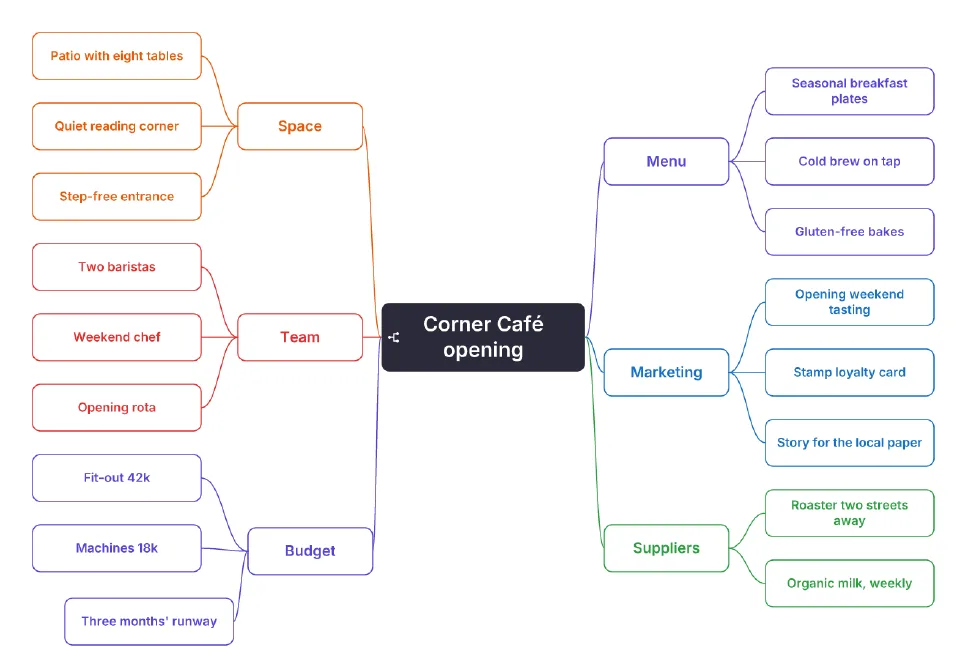 Corner Café
opening
Space
Patio with eight tables
Quiet reading corner
Step-free entrance
Team
Two baristas
Weekend chef
Opening rota
Budget
Fit-out 42k
Machines 18k
Three months' runway
Menu
Seasonal breakfast
plates
Cold brew on tap
Gluten-free bakes
Marketing
Opening weekend
tasting
Stamp loyalty card
Story for the local paper
Suppliers
Roaster two streets
away
Organic milk, weekly